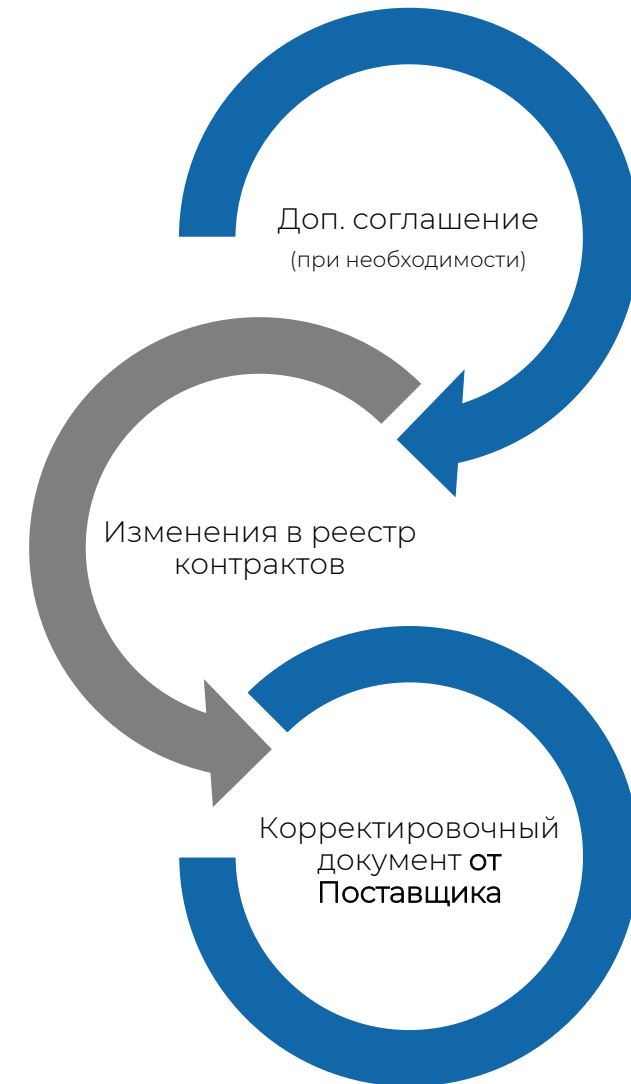 Доп. соглашение
(при необходимости)
Изменения в реестр
контрактов
Корректировочный
документ от
Поставщика